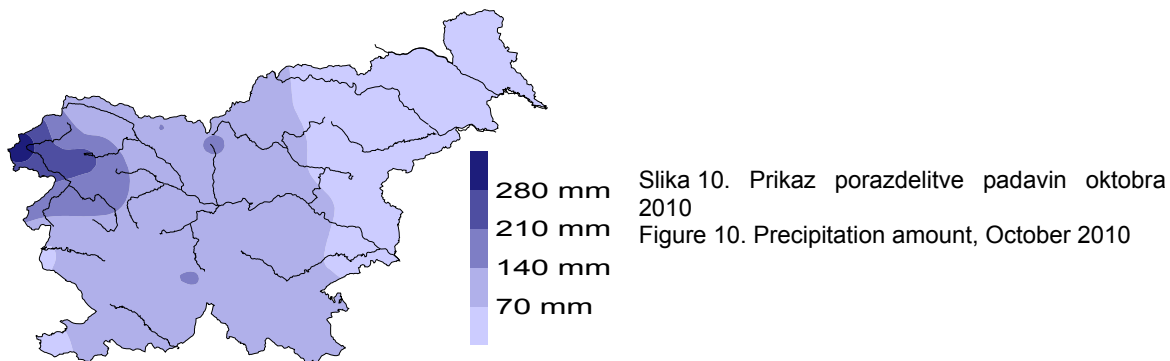 280 mm
210 mm
140 mm
70 mm
Slika 10. Prikaz porazdelitve padavin oktobra
2010
Figure 10. Precipitation amount, October 2010